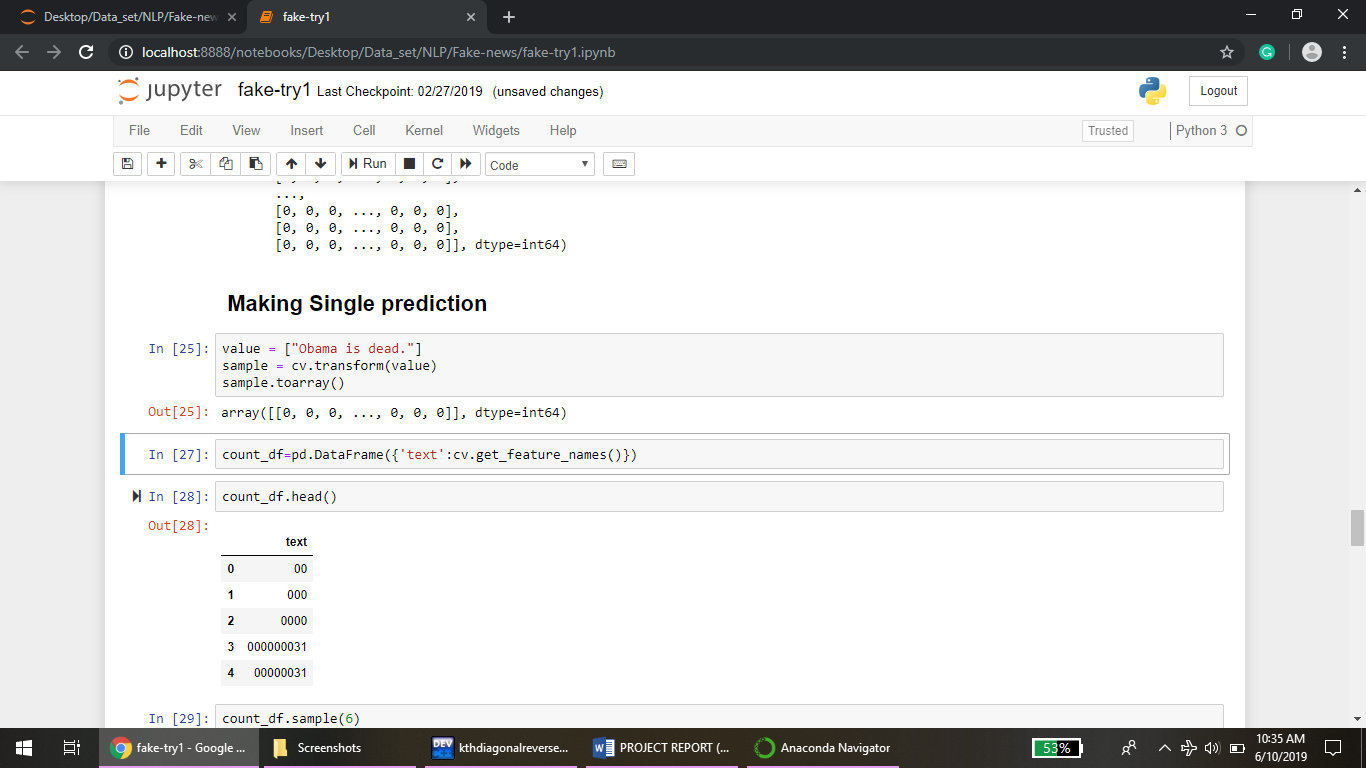 Desktop/Data_set/NLP/Fake-new
fake-try1
localhost:8888/notebooks/Desktop/Data_set/NLP/Fake-news/fake-try1.ipynb
jupyter fake-try1 Last Checkpoint: 02/27/2019 (unsaved changes)
Logout
File Edit View Insert Cell Kernel Widgets Help
Trusted
Python 3
Run
Code
...,
[0, 0, 0, ..., 0, 0, 0],
[0, 0, 0, ..., 0, 0, 0],
[0, 0, 0, ..., 0, 0, 0]], dtype=int64)
Making Single prediction
In [25]: value = ["Obama is dead."]
sample = cv.transform(value)
sample.toarray()
Out[25]: array([[0, 0, 0, ..., 0, 0, 0]], dtype=int64)
In [27]: count_df=pd.DataFrame({'text':cv.get_feature_names()})
In [28]: count_df.head()
Out[28]:
text
0 00
1 000
2 0000
3 000000031
4 00000031
In [29]: count_df.sample(6)
fake-try1 - Google ...
Screenshots
DEV
kthdiagonalreverse...
PROJECT REPORT (...
Anaconda Navigator
53%
10:35 AM
6/10/2019